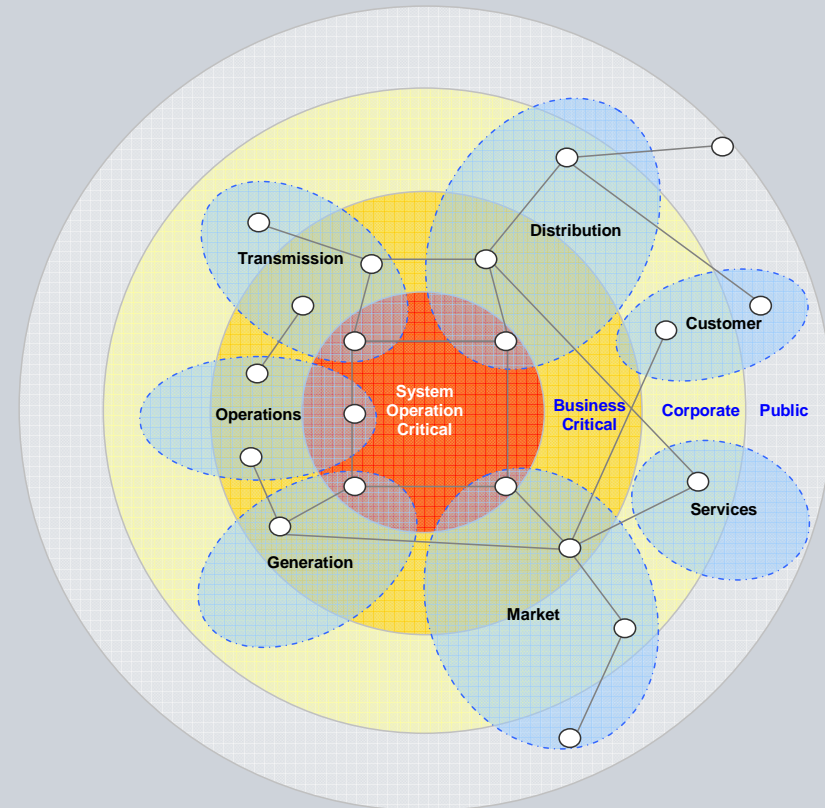 Distribution
Transmission
Customer
System
Operation
Critical
Business
Critical
Corporate
Public
Operations
Services
Generation
Market